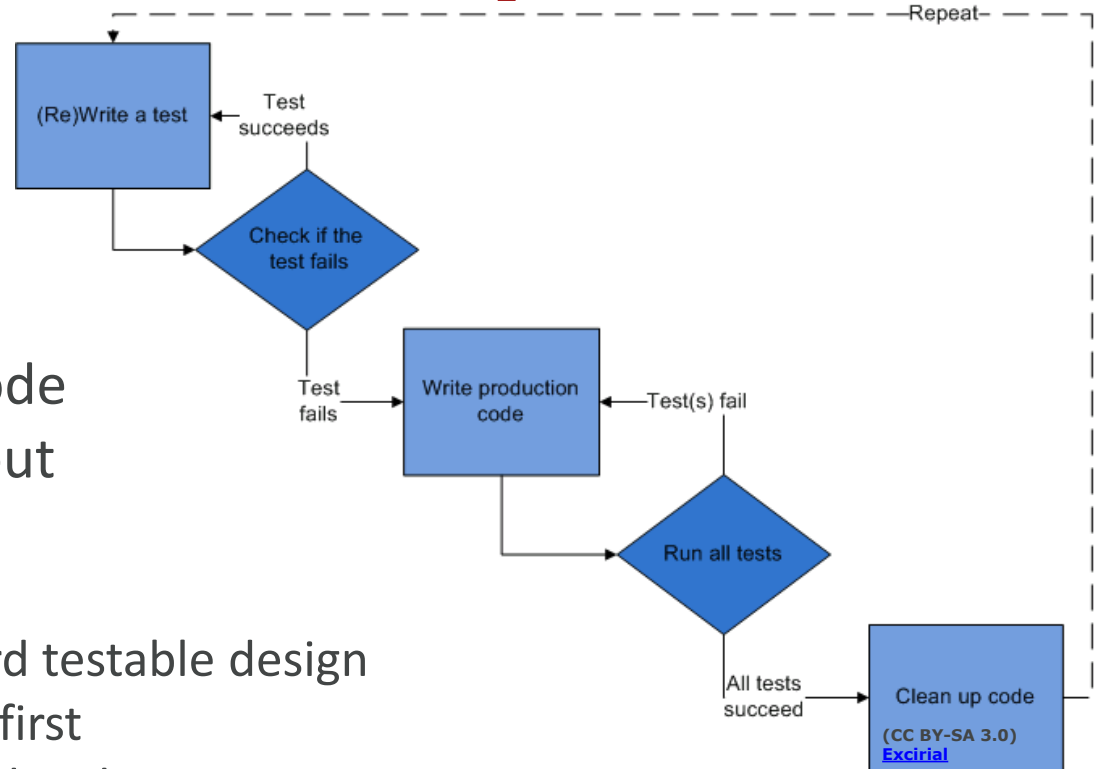 Repeat
(Re)Write a test
Test
succeeds
Check if the
test fails
Test
fails
Write production
code
Test(s) fail
Run all tests
All tests
succeed
Clean up code
(CC BY-SA 3.0)
Excirial
ode
ut
rd testable design
first